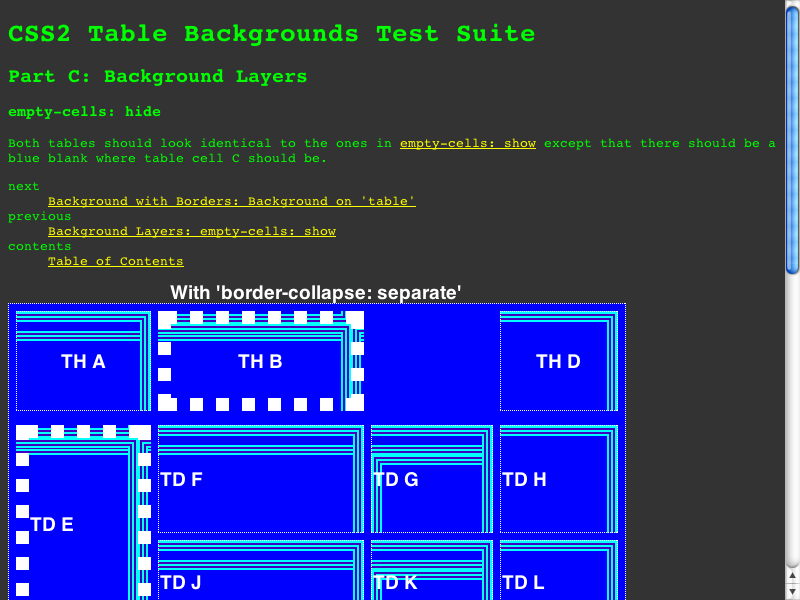 CSS2 Table Backgrounds Test Suite
Part C: Background Layers
empty-cells: hide
Both tables should look identical to the ones in empty-cells: show except that there should be a
blue blank where table cell C should be.
next
Background with Borders: Background on 'table'
previous
Background Layers: empty-cells: show
contents
Table of Contents
With 'border-collapse: separate'
TH A TH B TH D
TD F TD G TD H
TD E
TD J TD K TD L